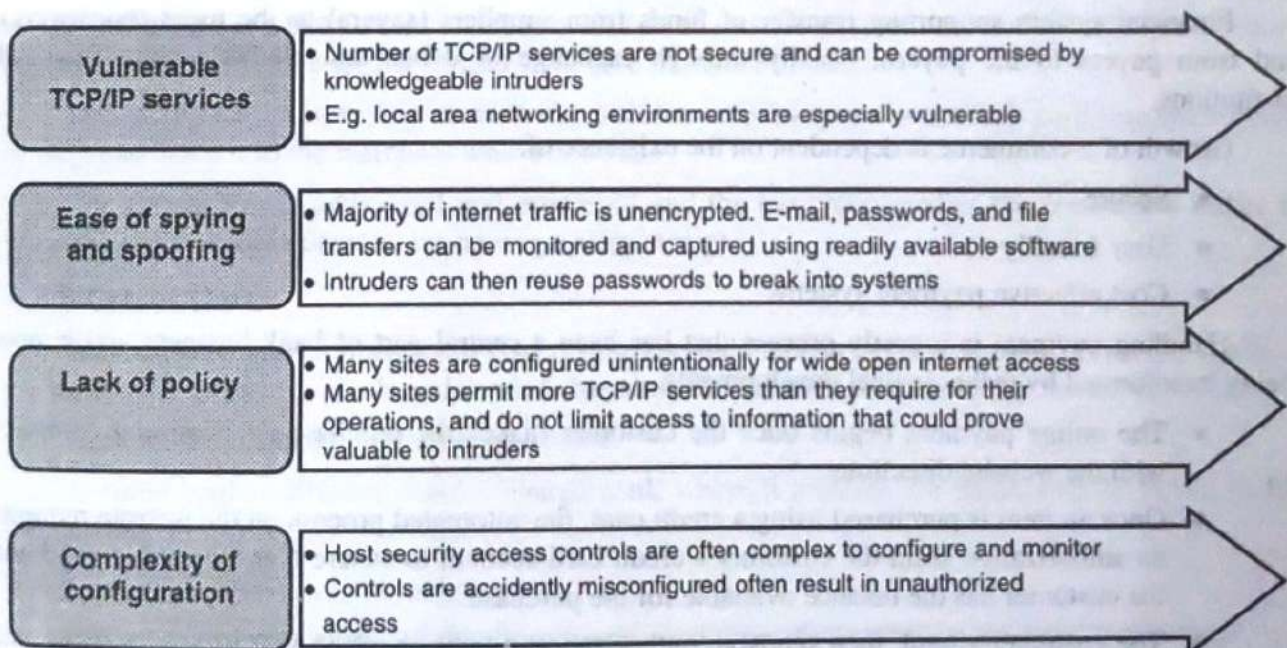 Vulnerable
TCP/IP services
• Number of TCP/IP services are not secure and can be compromised by
knowledgeable intruders
• E.g. local area networking environments are especially vulnerable
Ease of spying
and spoofing
• Majority of internet traffic is unencrypted. E-mail, passwords, and file
transfers can be monitored and captured using readily available software
• Intruders can then reuse passwords to break into systems
Lack of policy
• Many sites are configured unintentionally for wide open internet access
• Many sites permit more TCP/IP services than they require for their
operations, and do not limit access to information that could prove
valuable to intruders
Complexity of
configuration
• Host security access controls are often complex to configure and monitor
• Controls are accidently misconfigured often result in unauthorized
access